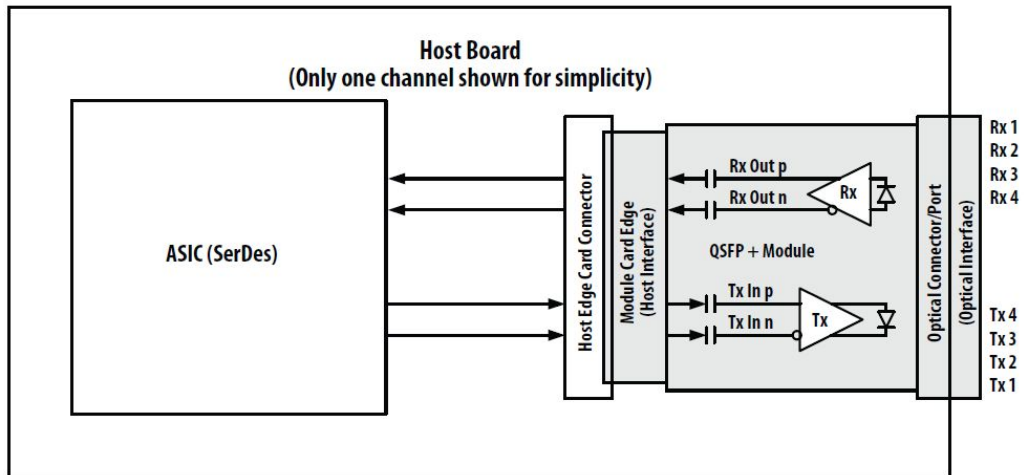 Host Board
(Only one channel shown for simplicity)
ASIC (SerDes)
Host Edge Card Connector
Module Card Edge
(Host Interface)
Rx Out p
Rx Out n
Rx
QSFP + Module
Tx In p
Tx In n
Tx
Optical Connector/Port
(Optical Interface)
Rx 1
Rx 2
Rx 3
Rx 4
Tx 4
Tx 3
Tx 2
Tx 1